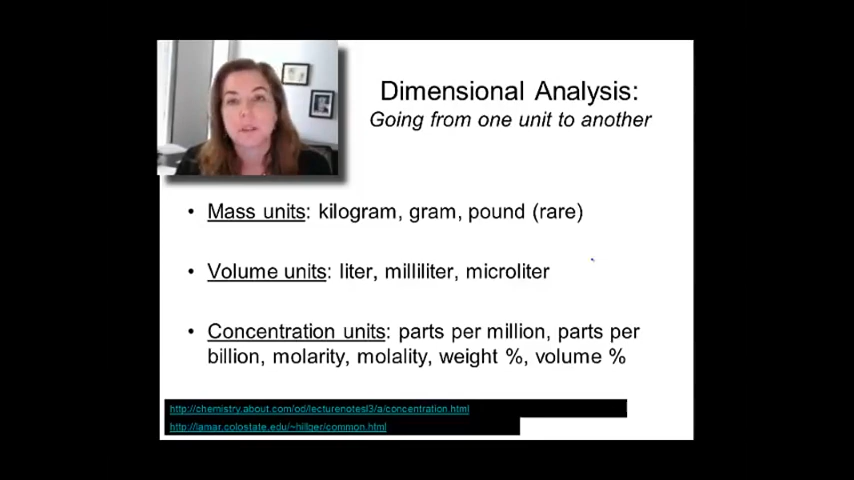 Dimensional Analysis:
Going from one unit to another
• Mass units: kilogram, gram, pound (rare)
• Volume units: liter, milliliter, microliter
• Concentration units: parts per million, parts per
billion, molarity, molality, weight %, volume %
http://chemistry.about.com/od/lecturenotesl3/a/concentration.html
http://lamar.colostate.edu/~hillger/common.html